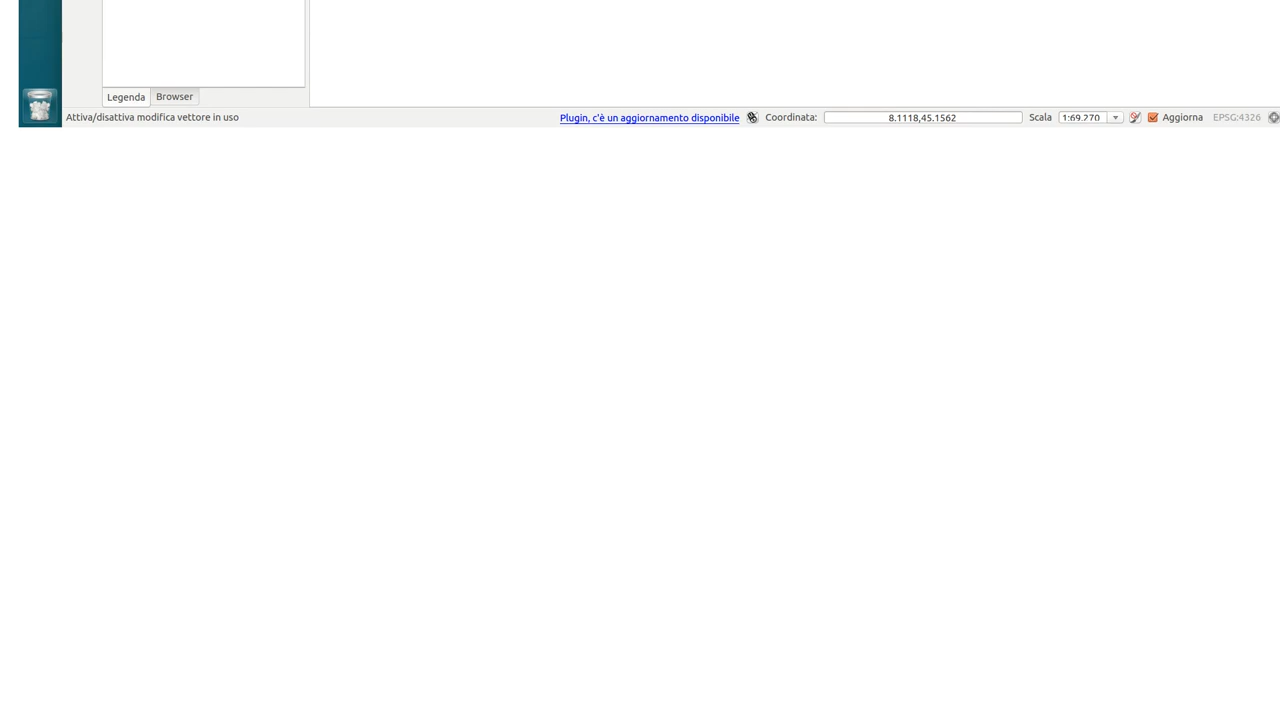 Legenda Browser
Attiva/disattiva modifica vettore in uso Plugin, c'è un aggiornamento disponibile Coordinata: 8.1118,45.1562 Scala 1:69.270 Aggiorna EPSG:4326